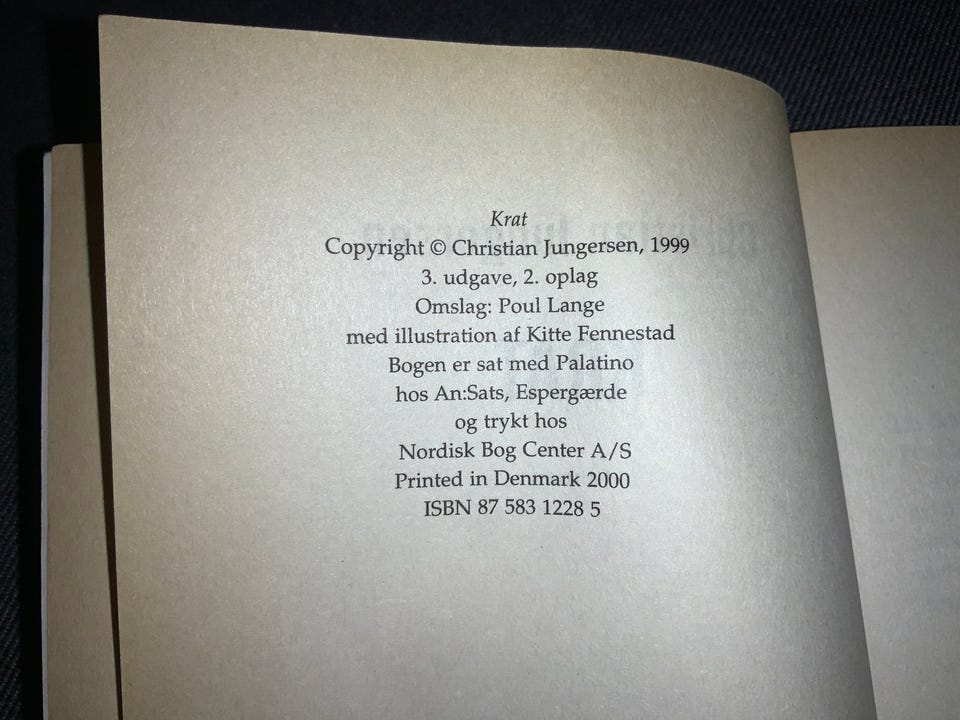 Krat
Copyright © Christian Jungersen, 1999
3. udgave, 2. oplag
Omslag: Poul Lange
med illustration af Kitte Fennestad
Bogen er sat med Palatino
hos An:Sats, Espergærde
og trykt hos
Nordisk Bog Center A/S
Printed in Denmark 2000
ISBN 87 583 1228 5